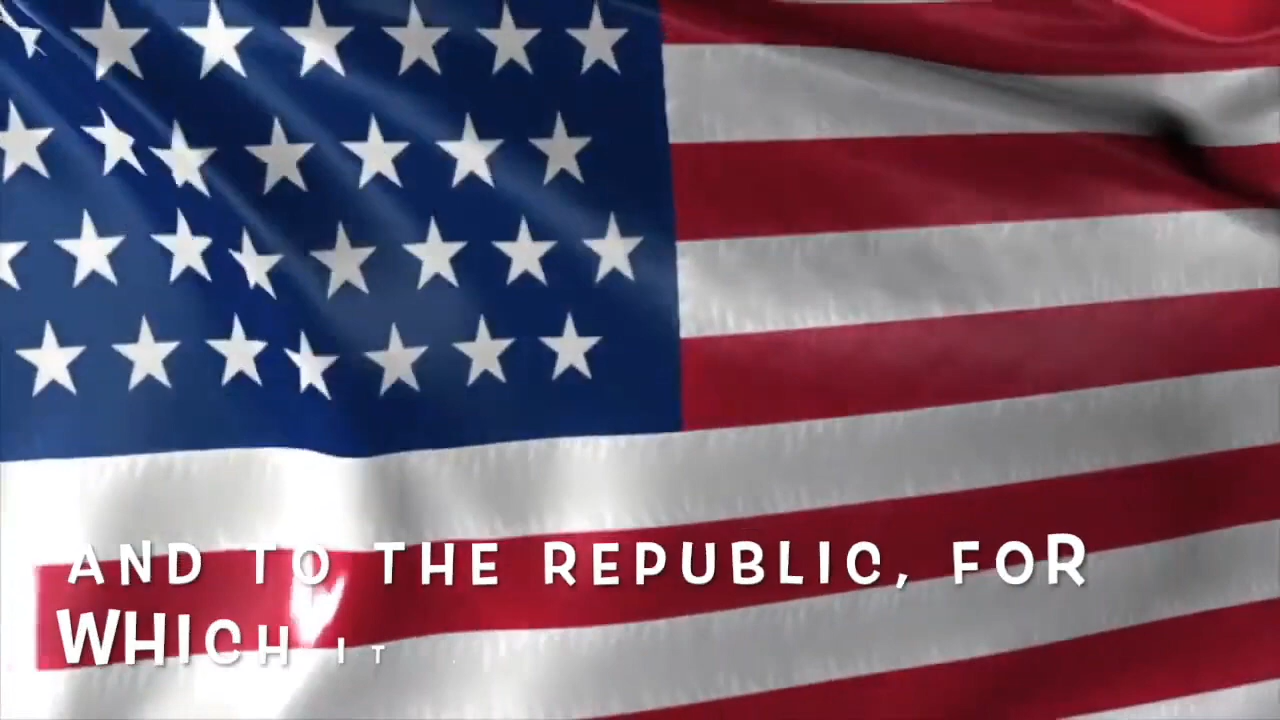 AND TO THE REPUBLIC, FOR
WHICH IT